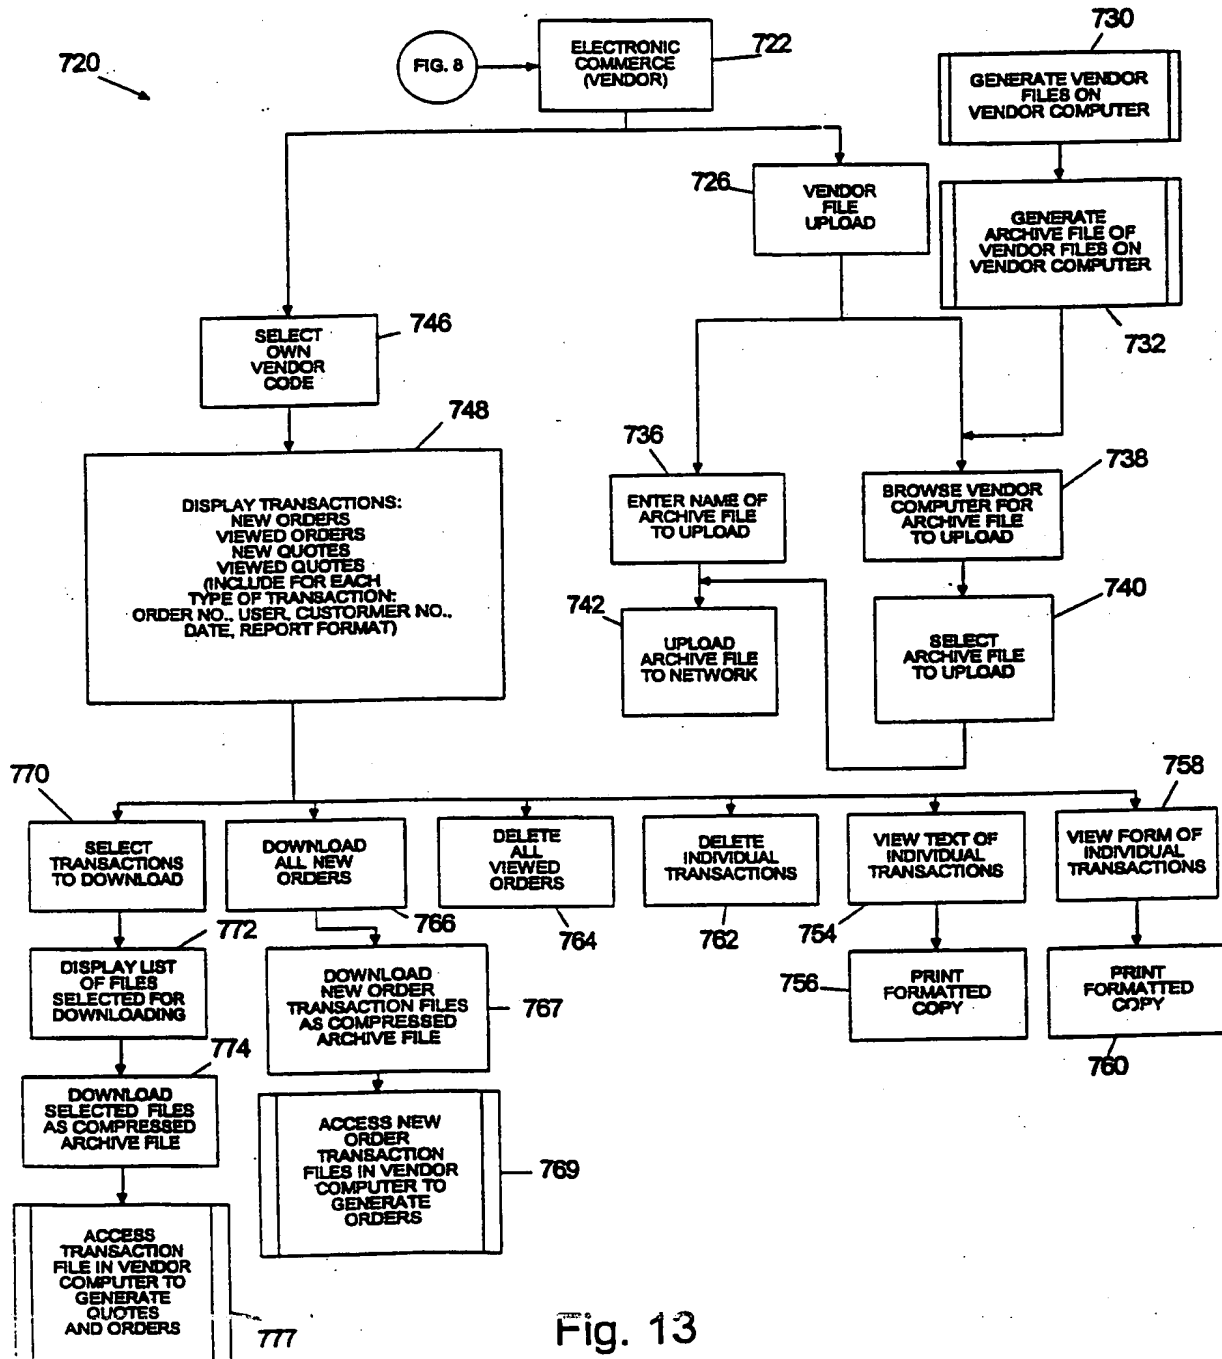 720
FIG. 8
ELECTRONIC
COMMERCE
(VENDOR)
722
730
GENERATE VENDOR
FILES ON
VENDOR COMPUTER
726
VENDOR
FILE
UPLOAD
GENERATE
ARCHIVE FILE OF
VENDOR FILES ON
VENDOR COMPUTER
732
SELECT
OWN
VENDOR
CODE
746
748
DISPLAY TRANSACTIONS:
NEW ORDERS
VIEWED ORDERS
NEW QUOTES
VIEWED QUOTES
(INCLUDE FOR EACH
TYPE OF TRANSACTION:
ORDER NO., USER, CUSTORMER NO.,
DATE, REPORT FORMAT)
736
ENTER NAME OF
ARCHIVE FILE
TO UPLOAD
738
BROWSE VENDOR
COMPUTER FOR
ARCHIVE FILE
TO UPLOAD
742
UPLOAD
ARCHIVE FILE
TO NETWORK
740
SELECT
ARCHIVE FILE
TO UPLOAD
770
SELECT
TRANSACTIONS
TO DOWNLOAD
DOWNLOAD
ALL NEW
ORDERS
766
DELETE
ALL
VIEWED
ORDERS
764
DELETE
INDIVIDUAL
TRANSACTIONS
762
VIEW TEXT OF
INDIVIDUAL
TRANSACTIONS
754
758
VIEW FORM OF
INDIVIDUAL
TRANSACTIONS
772
DISPLAY LIST
OF FILES
SELECTED FOR
DOWNLOADING
DOWNLOAD
NEW ORDER
TRANSACTION FILES
AS COMPRESSED
ARCHIVE FILE
767
756
PRINT
FORMATTED
COPY
PRINT
FORMATTED
COPY
760
774
DOWNLOAD
SELECTED FILES
AS COMPRESSED
ARCHIVE FILE
ACCESS NEW
ORDER
TRANSACTION
FILES IN VENDOR
COMPUTER TO
GENERATE
ORDERS
769
ACCESS
TRANSACTION
FILE IN VENDOR
COMPUTER TO
GENERATE
QUOTES
AND ORDERS
777
Fig. 13